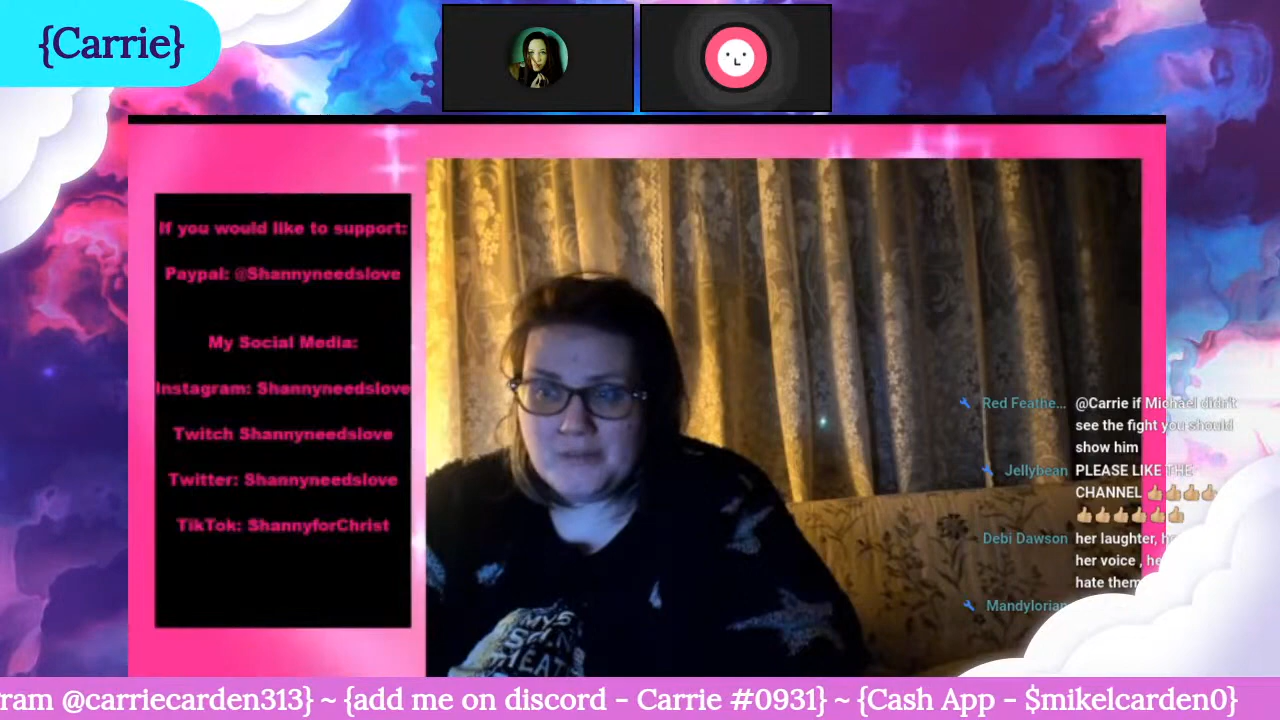 {Carrie}
If you would like to support:
Paypal: @Shannyneedslove
My Social Media:
Instagram: Shannyneedslove
Twitch Shannyneedslove
Twitter: Shannyneedslove
TikTok: ShannyforChrist
Red Feathe... @Carrie if Michael didn't
see the fight you should
show him
Jellybean PLEASE LIKE THE
CHANNEL 👍🏼👍🏼👍🏼👍🏼
👍🏼👍🏼👍🏼👍🏼👍🏼👍🏼
Debi Dawson her laughter,
her voice ,
hate them
Mandylorian
ram @carriecarden313} ~ {add me on discord - Carrie #0931} ~ {Cash App - $mikelcarden0}